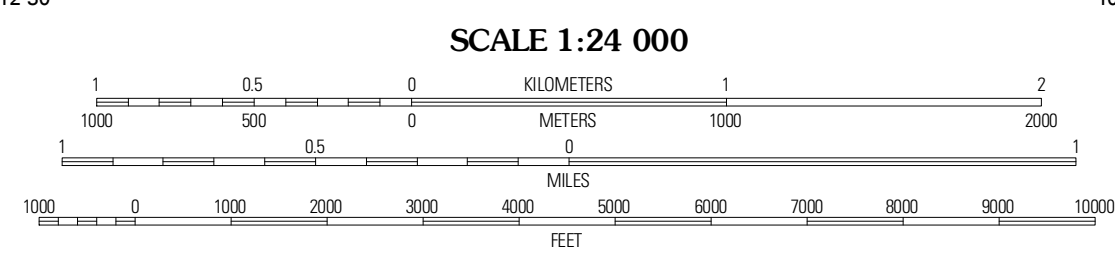 SCALE 1:24 000
1 0.5 0 KILOMETERS 1 2
1000 500 0 METERS 1000 2000
1 0.5 0 1
MILES
1000 0 1000 2000 3000 4000 5000 6000 7000 8000 9000 10000
FEET